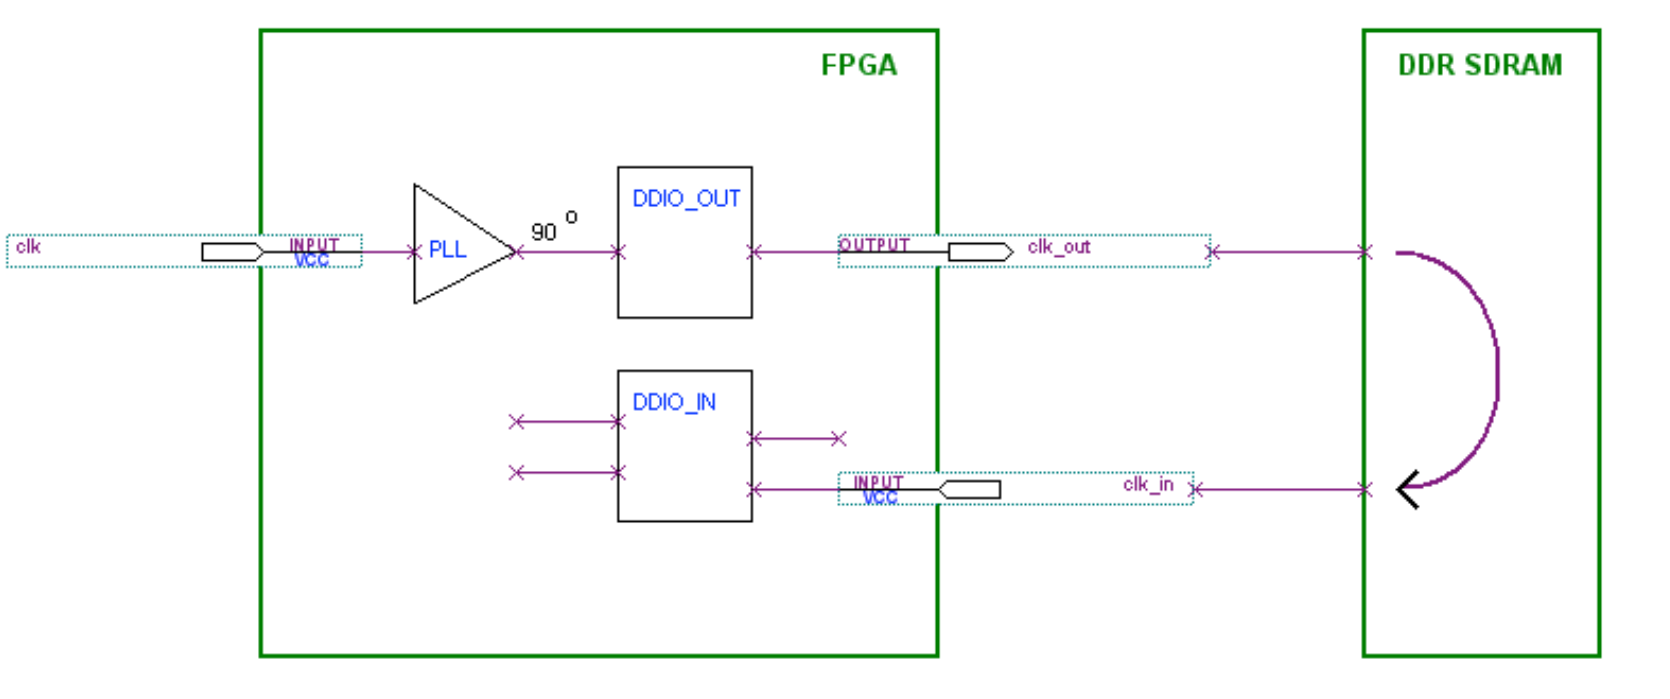 FPGA
DDR SDRAM
DDIO_OUT
90 o
clk
INPUT
VCC
PLL
OUTPUT
clk_out
DDIO_IN
INPUT
VCC
clk_in